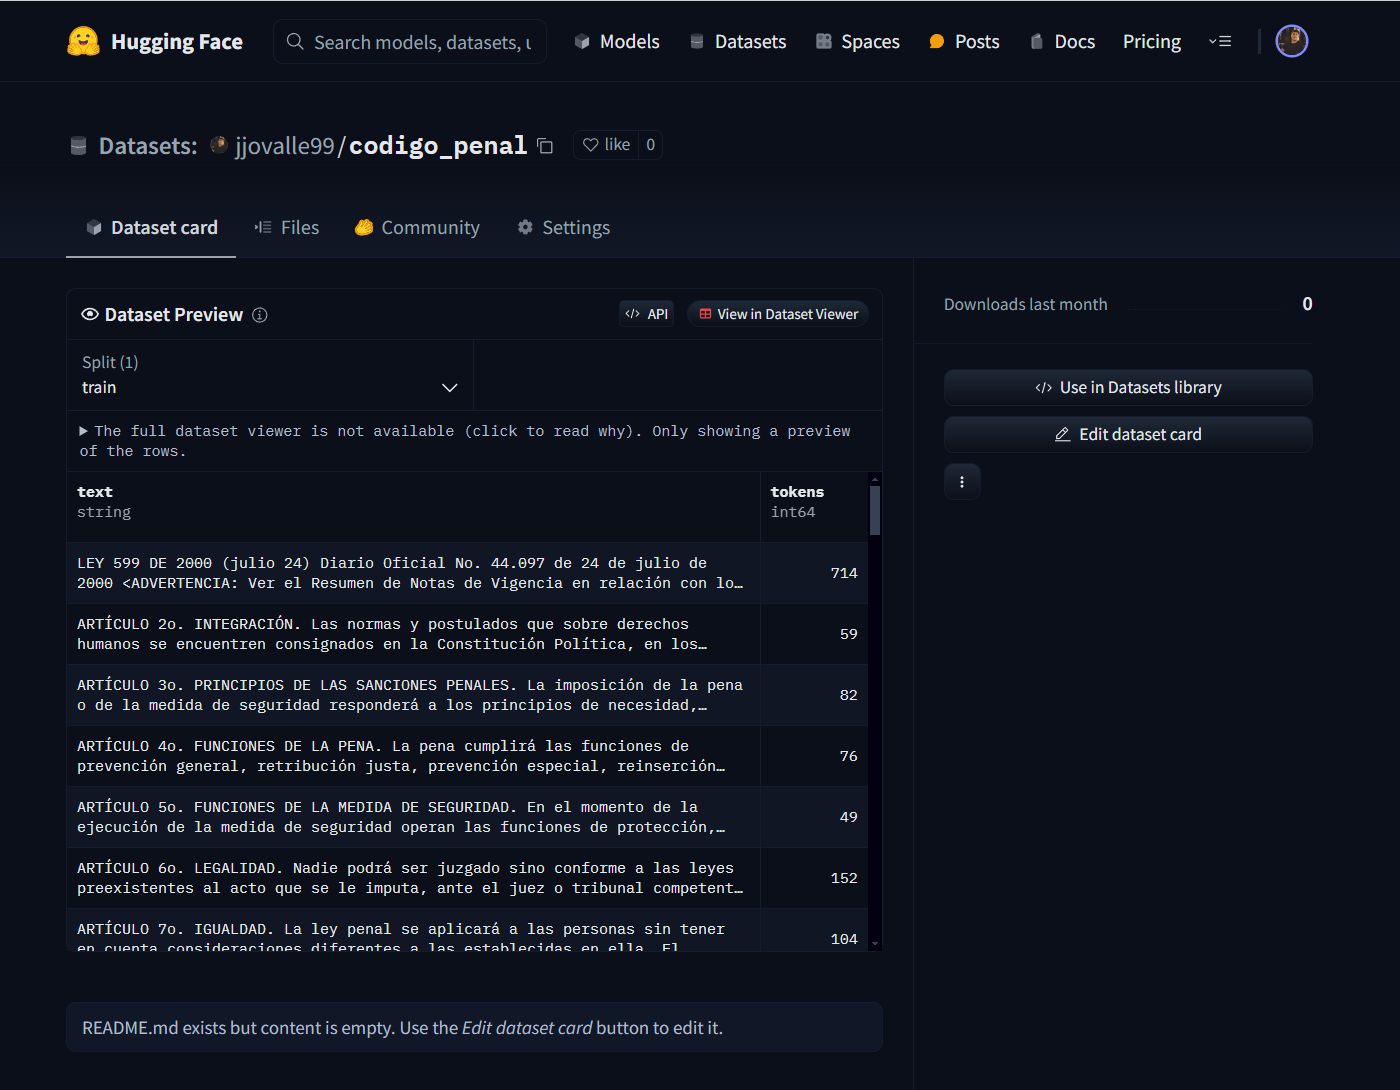 Hugging Face
Search models, datasets, u
Models
Datasets
Spaces
Posts
Docs
Pricing
Datasets: jjovalle99/codigo_penal
like 0
Dataset card
Files
Community
Settings
Dataset Preview
API
View in Dataset Viewer
Split (1)
train
The full dataset viewer is not available (click to read why). Only showing a preview
of the rows.
text
string
tokens
int64
LEY 599 DE 2000 (julio 24) Diario Oficial No. 44.097 de 24 de julio de
2000 <ADVERTENCIA: Ver el Resumen de Notas de Vigencia en relación con lo…
714
ARTÍCULO 2o. INTEGRACIÓN. Las normas y postulados que sobre derechos
humanos se encuentren consignados en la Constitución Política, en los…
59
ARTÍCULO 3o. PRINCIPIOS DE LAS SANCIONES PENALES. La imposición de la pena
o de la medida de seguridad responderá a los principios de necesidad,…
82
ARTÍCULO 4o. FUNCIONES DE LA PENA. La pena cumplirá las funciones de
prevención general, retribución justa, prevención especial, reinserción…
76
ARTÍCULO 5o. FUNCIONES DE LA MEDIDA DE SEGURIDAD. En el momento de la
ejecución de la medida de seguridad operan las funciones de protección,…
49
ARTÍCULO 6o. LEGALIDAD. Nadie podrá ser juzgado sino conforme a las leyes
preexistentes al acto que se le imputa, ante el juez o tribunal competent…
152
ARTÍCULO 7o. IGUALDAD. La ley penal se aplicará a las personas sin tener
en cuenta consideraciones diferentes a las establecidas en ella. El
104
README.md exists but content is empty. Use the Edit dataset card button to edit it.
Downloads last month
0
Use in Datasets library
Edit dataset card